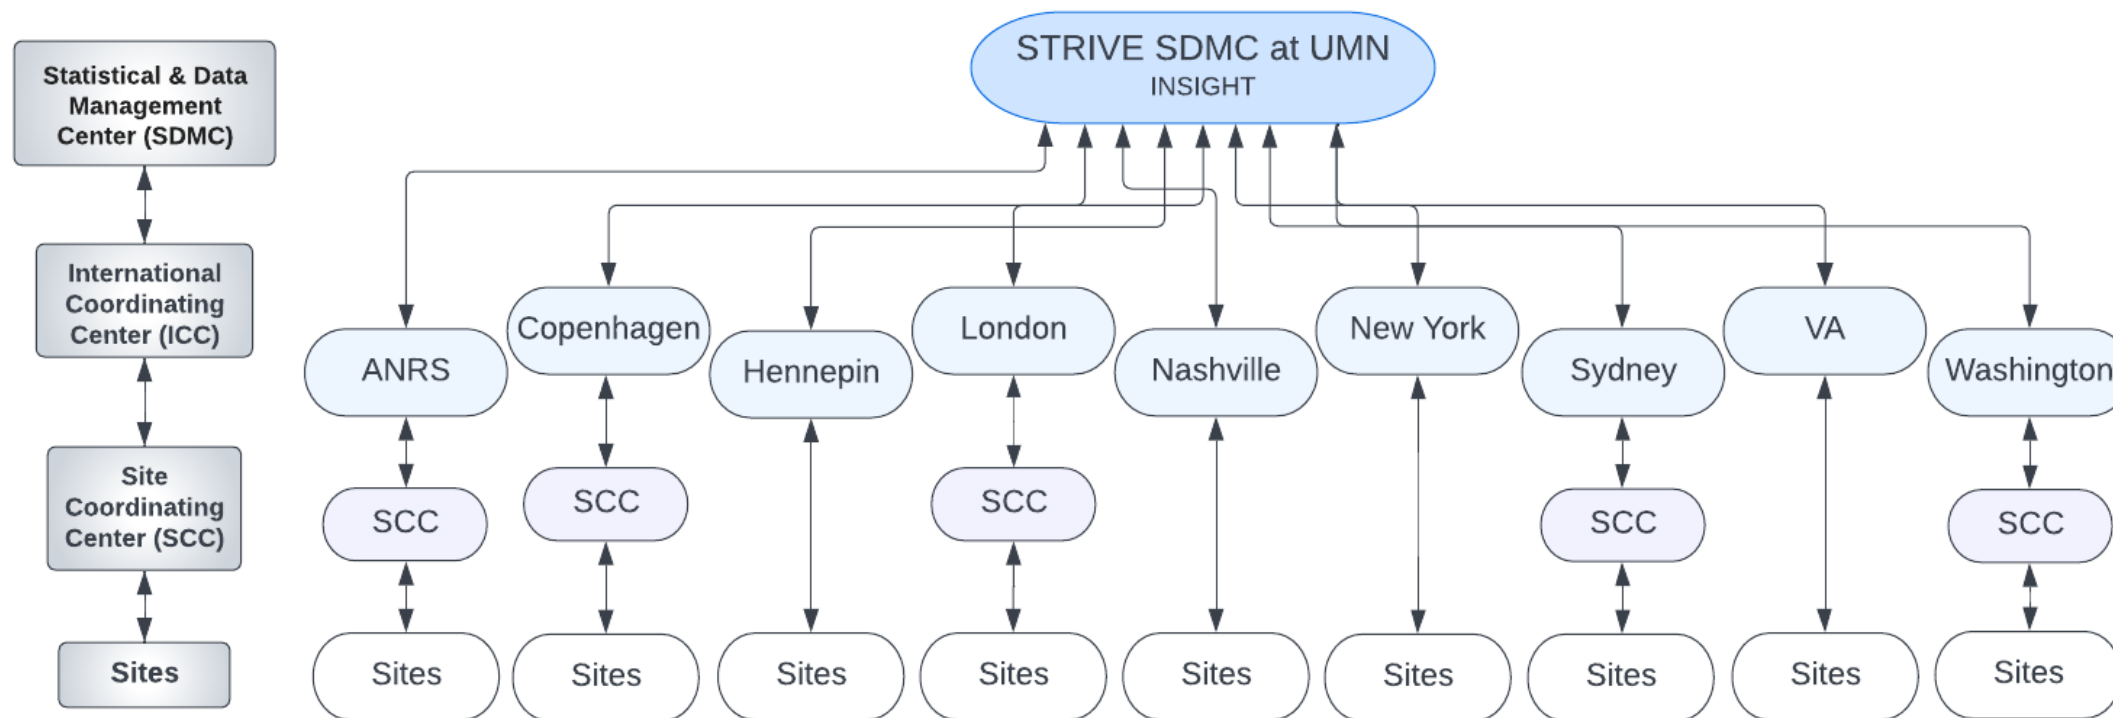 STRIVE SDMC at UMN
INSIGHT
Statistical & Data
Management
Center (SDMC)
International
Coordinating
Center (ICC)
Site
Coordinating
Center (SCC)
Sites
ANRS
Copenhagen
Hennepin
London
Nashville
New York
Sydney
VA
Washington
SCC
SCC
SCC
SCC
SCC
Sites
Sites
Sites
Sites
Sites
Sites
Sites
Sites
Sites